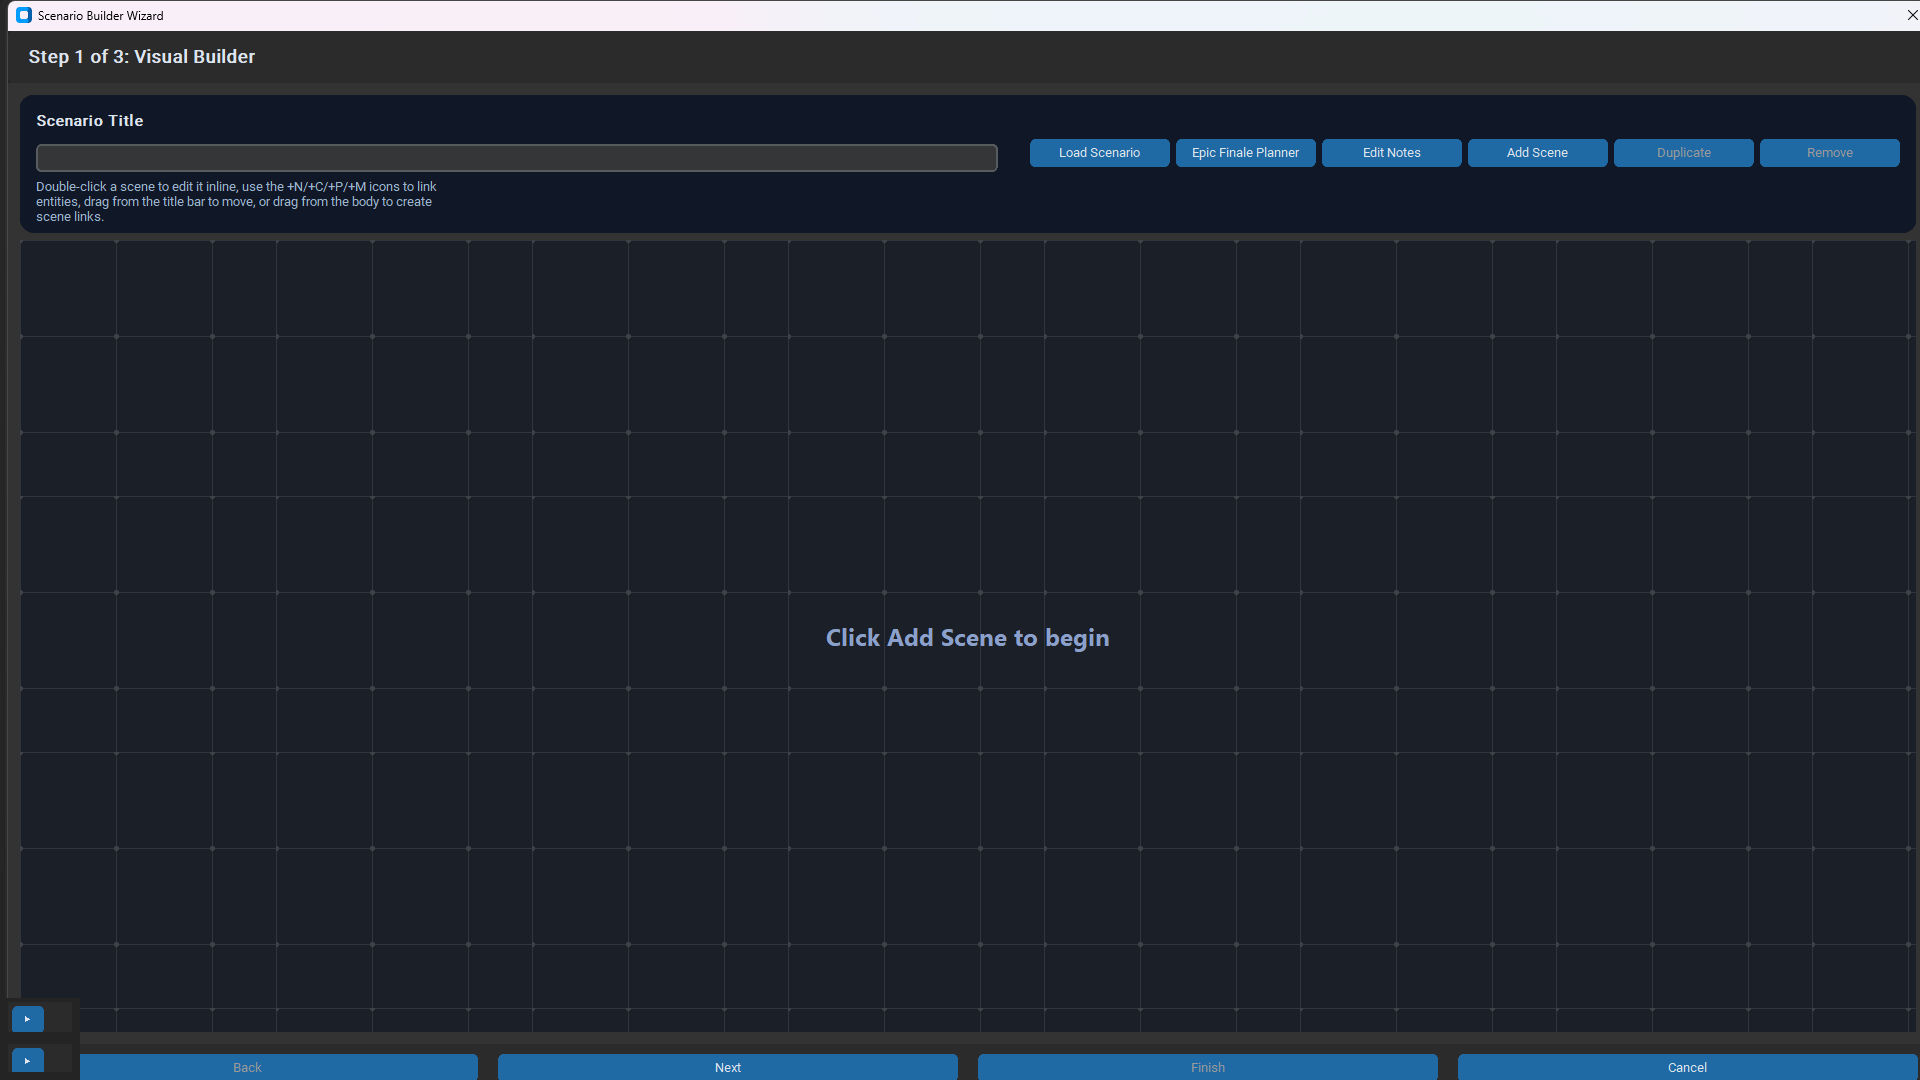 Scenario Builder Wizard
Step 1 of 3: Visual Builder
Scenario Title
Load Scenario
Epic Finale Planner
Edit Notes
Add Scene
Duplicate
Remove
Double-click a scene to edit it inline, use the +N/+C/+P/+M icons to link
entities, drag from the title bar to move, or drag from the body to create
scene links.
Click Add Scene to begin
Back
Next
Finish
Cancel